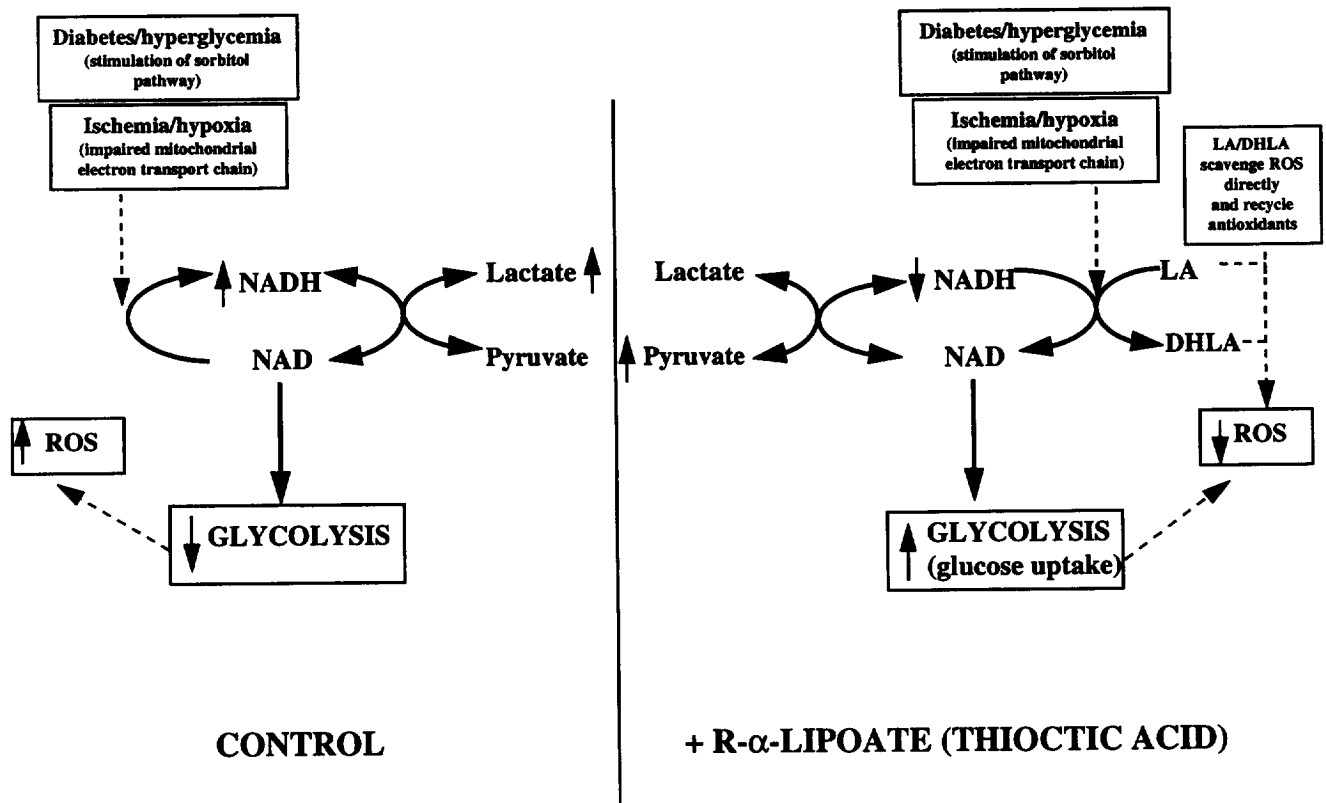 Diabetes/hyperglycemia
(stimulation of sorbitol
pathway)
Ischemia/hypoxia
(impaired mitochondrial
electron transport chain)
NADH
Lactate
NAD
Pyruvate
ROS
GLYCOLYSIS
CONTROL
Diabetes/hyperglycemia
(stimulation of sorbitol
pathway)
Ischemia/hypoxia
(impaired mitochondrial
electron transport chain)
LA/DHLA
scavenge ROS
directly
and recycle
antioxidants
Lactate
NADH
LA
Pyruvate
NAD
DHLA
ROS
GLYCOLYSIS
(glucose uptake)
+ R-α-LIPOATE (THIOCTIC ACID)